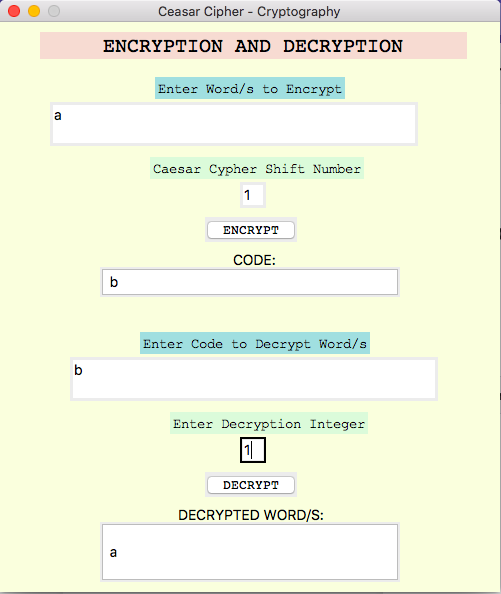 Ceasar Cipher - Cryptography
ENCRYPTION AND DECRYPTION
Enter Word/s to Encrypt
a
Caesar Cypher Shift Number
1
ENCRYPT
CODE:
b
Enter Code to Decrypt Word/s
b
Enter Decryption Integer
1
DECRYPT
DECRYPTED WORD/S:
a